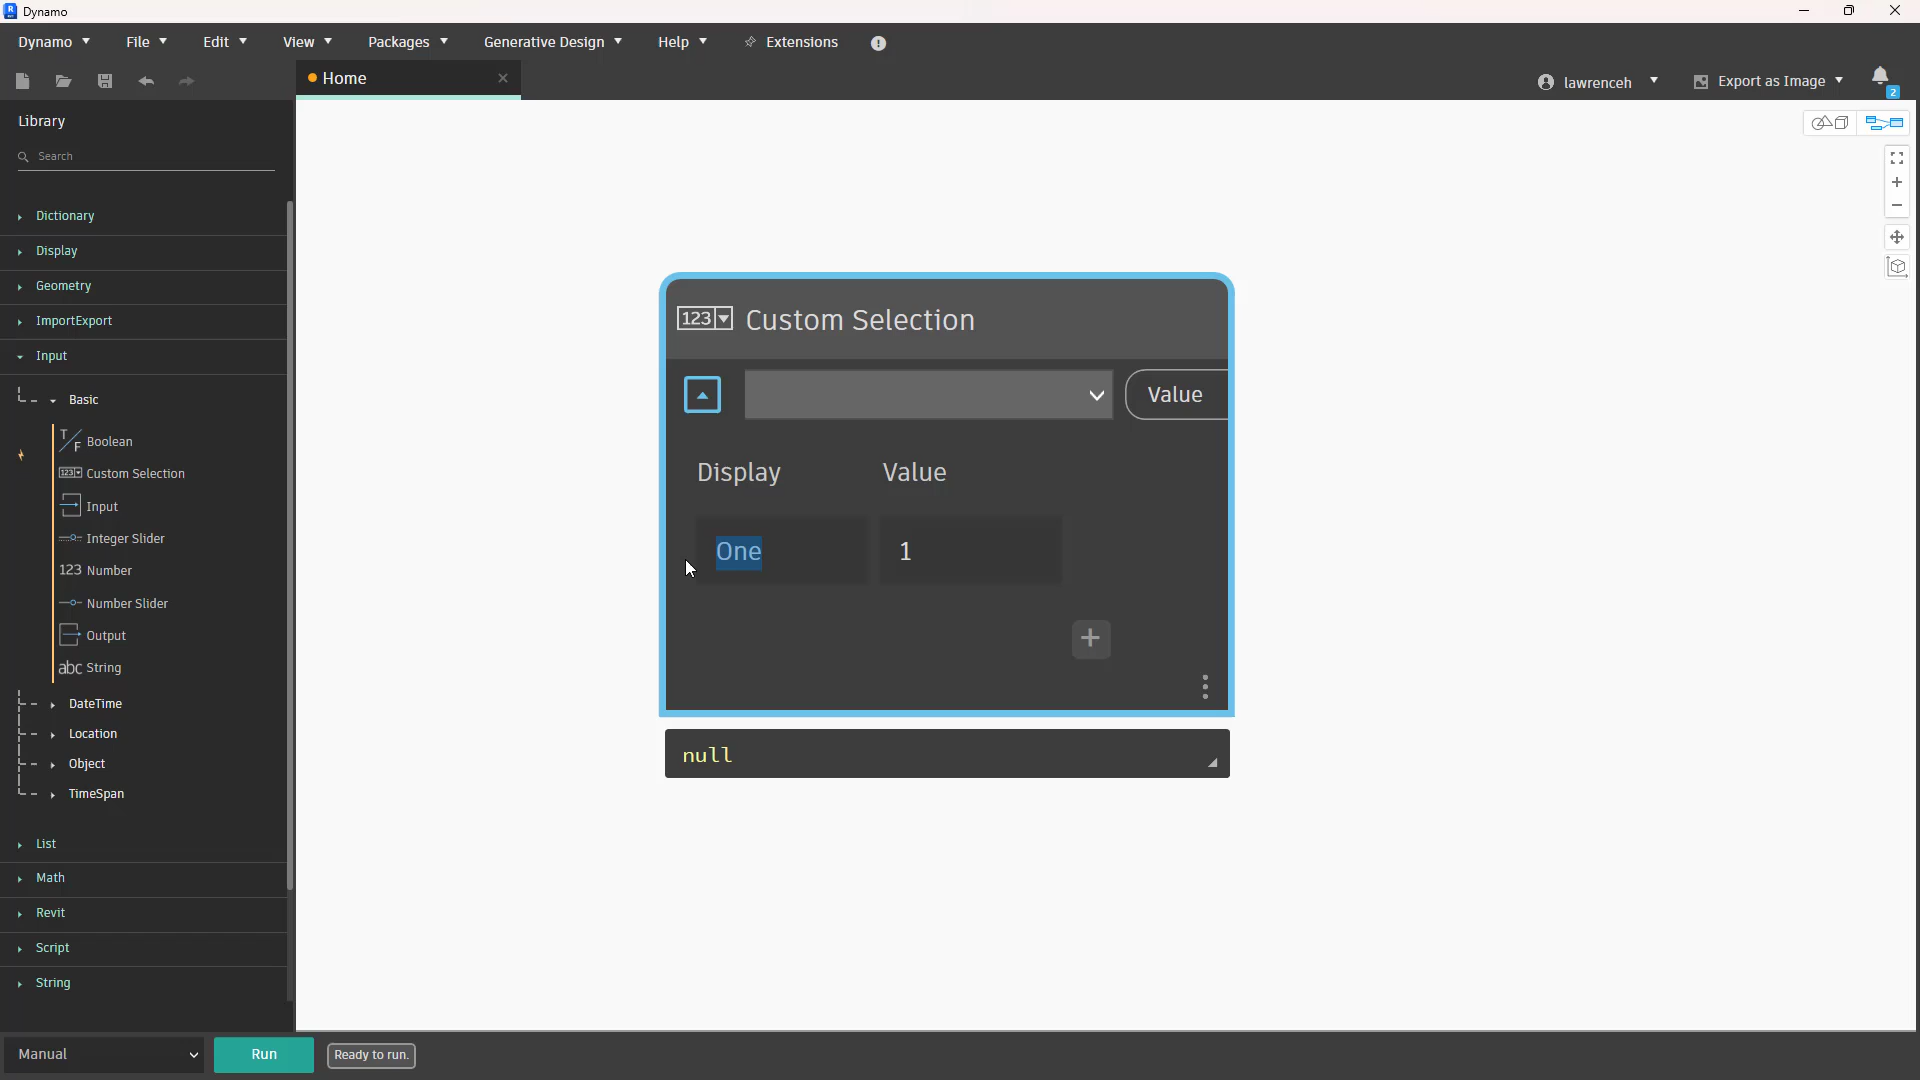 Dynamo
Dynamo File Edit View Packages Generative Design Help Extensions
Home
lawrenceh
Export as Image
2
Library
Search
Dictionary
Display
Geometry
ImportExport
Input
Basic
T/F Boolean
123 Custom Selection
Input
Integer Slider
123 Number
Number Slider
Output
abc String
DateTime
Location
Object
TimeSpan
List
Math
Revit
Script
String
123 Custom Selection
Value
Display Value
One 1
+
null
Manual
Run
Ready to run.